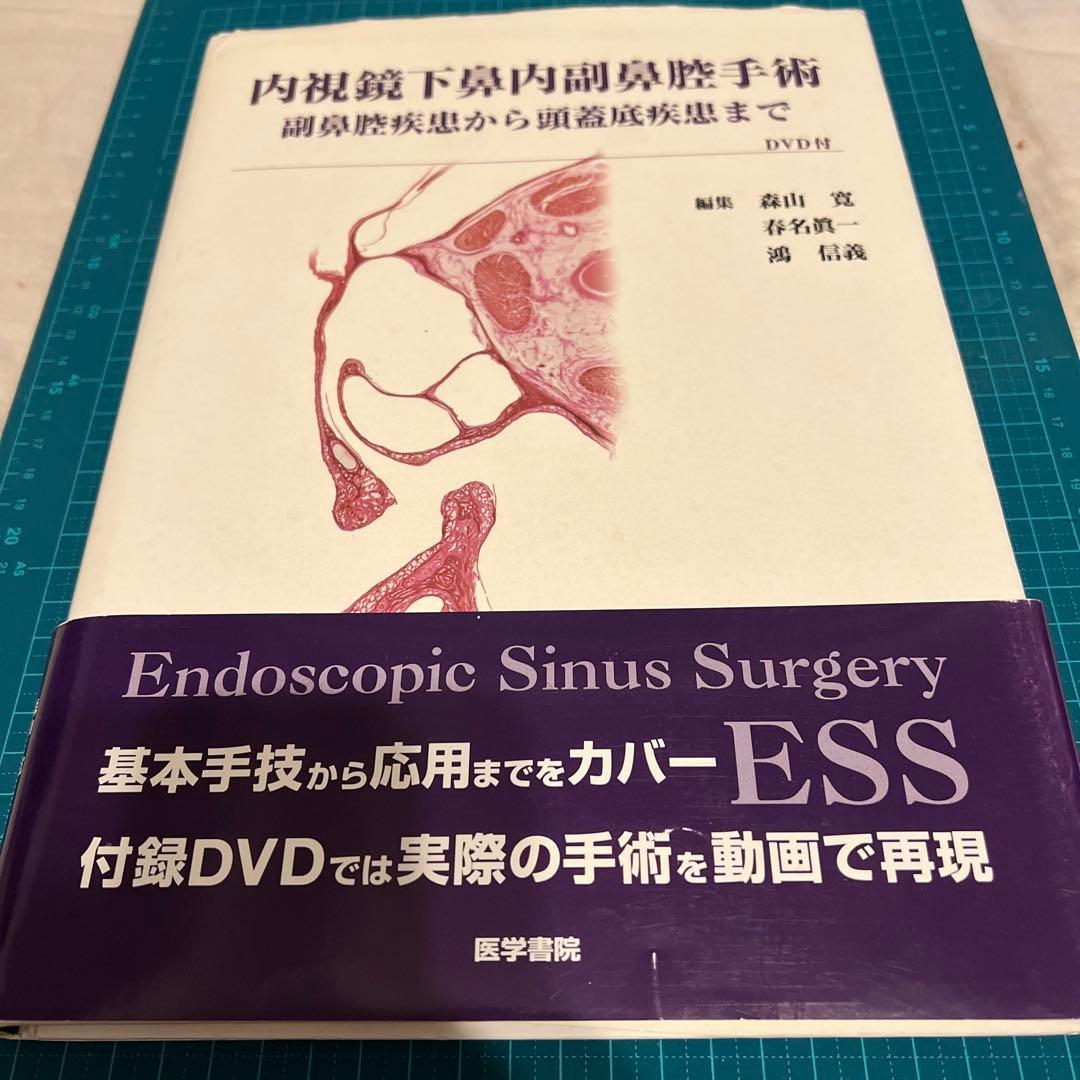 内視鏡下鼻内副鼻腔手術
副鼻腔疾患から頭蓋底疾患まで
DVD付
編集 森山 寛
春名眞一
鴻 信義
Endoscopic Sinus Surgery
基本手技から応用までをカバー ESS
付録DVDでは実際の手術を動画で再現
医学書院